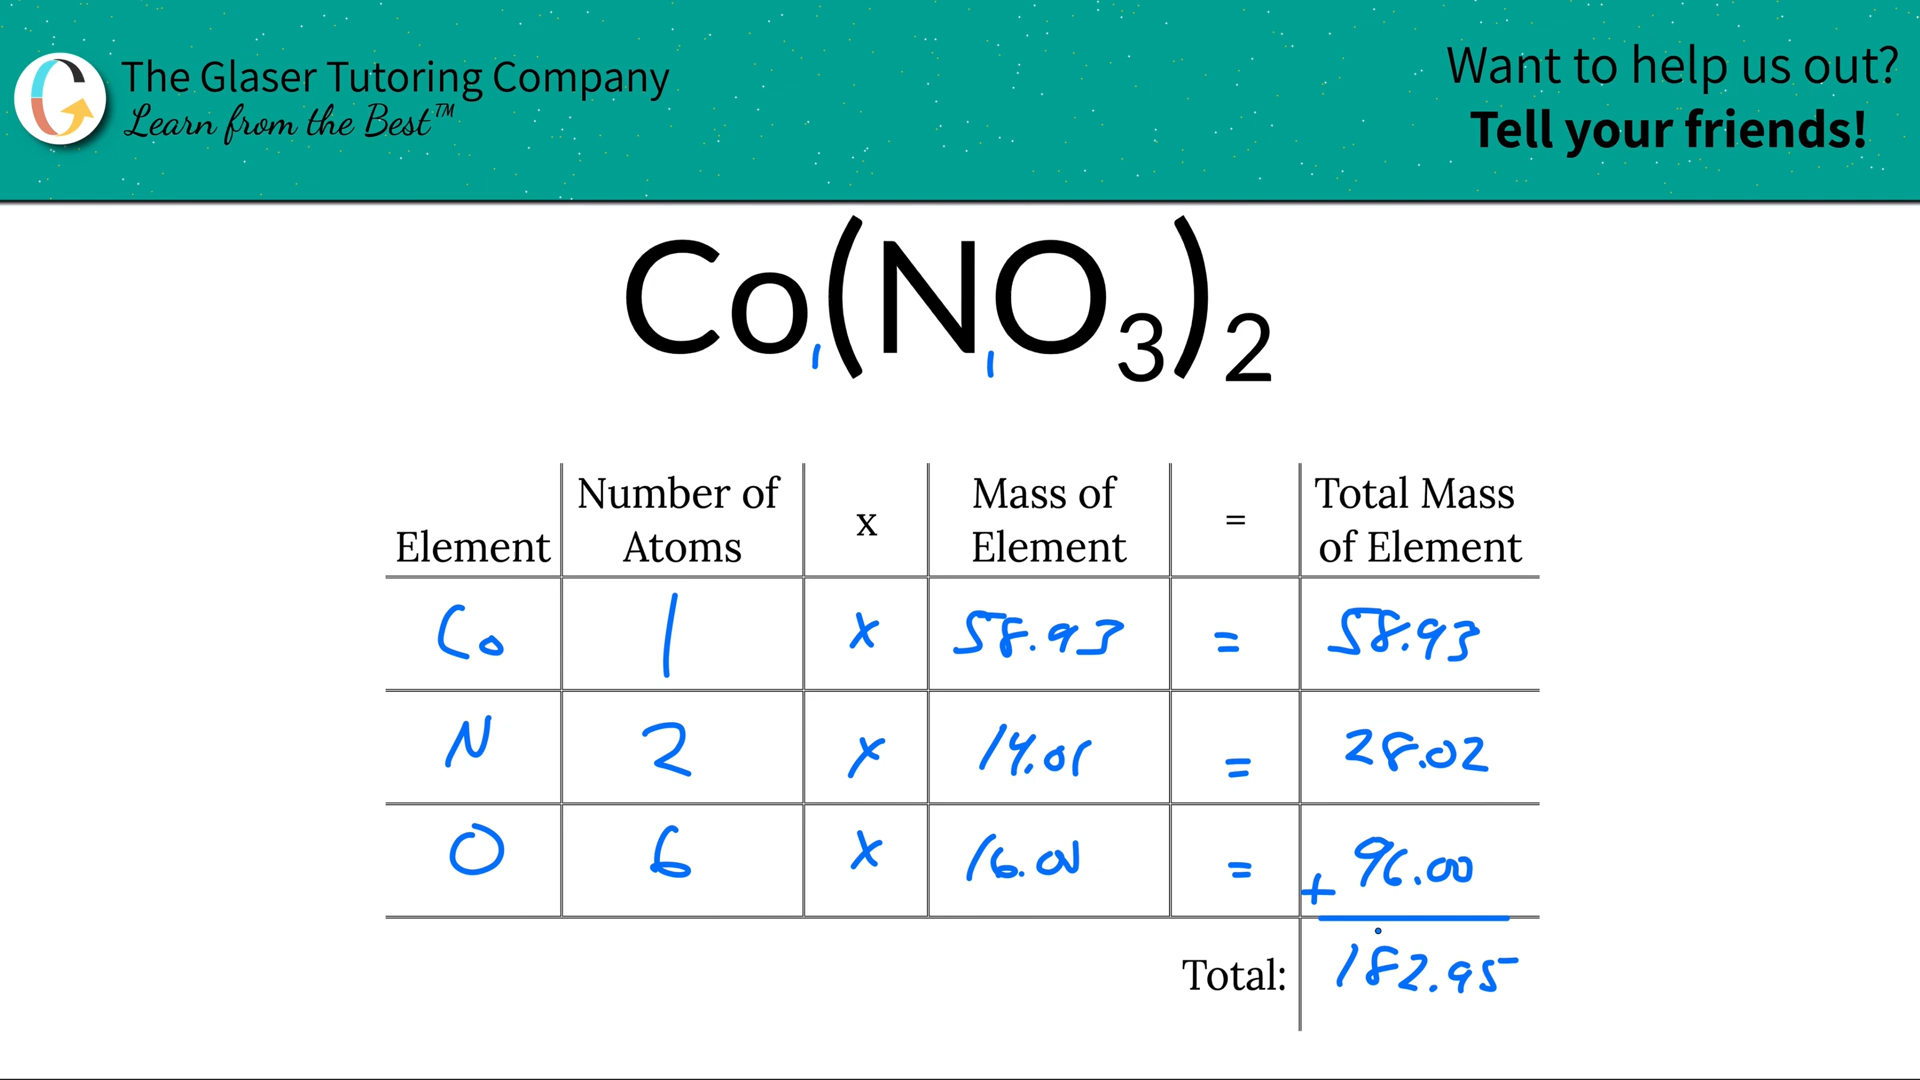 The Glaser Tutoring Company
Learn from the Best™
Want to help us out?
Tell your friends!
Co₁(N₁O₃)₂
Element | Number of Atoms | x | Mass of Element | = | Total Mass of Element
Co | 1 | x | 58.93 | = | 58.93
N | 2 | x | 14.01 | = | 28.02
O | 6 | x | 16.00 | = | + 96.00
Total: | 182.95